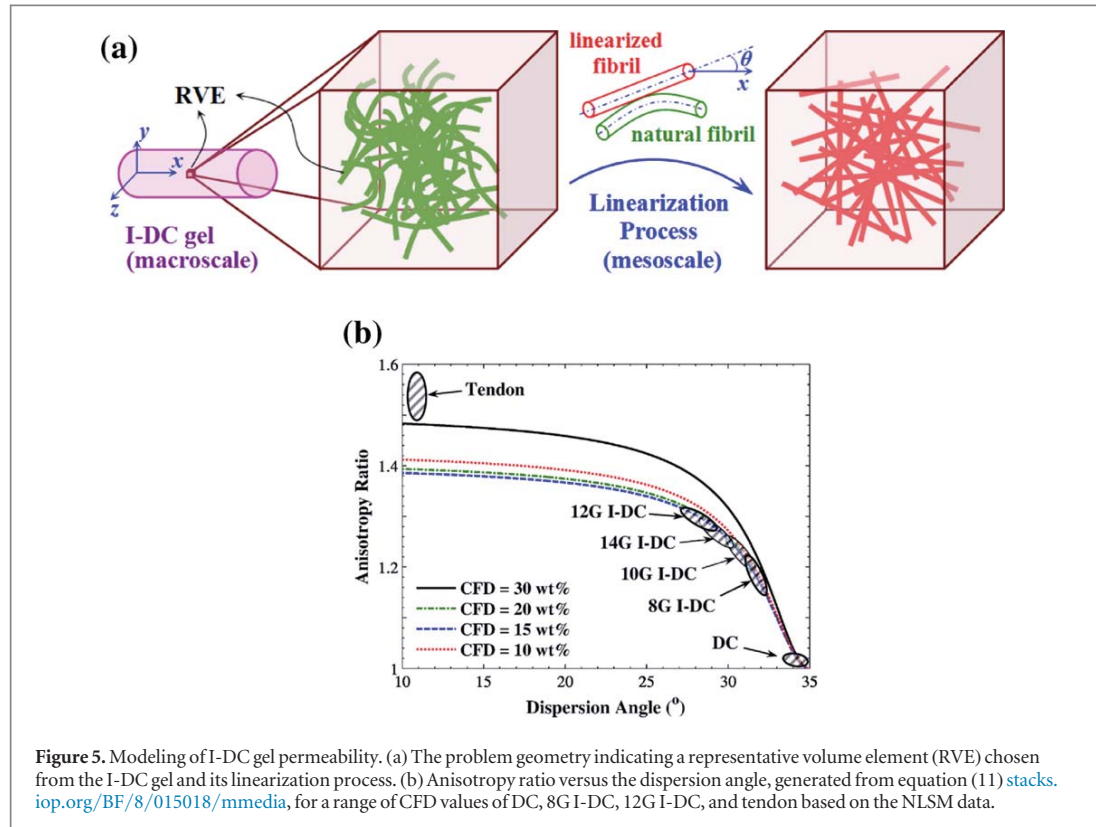 (a)
linearized
fibril
θ
x
natural fibril
RVE
y
x
z
I-DC gel
(macroscale)
Linearization
Process
(mesoscale)
(b)
1.6
1.4
1.2
1
Anisotropy Ratio
Tendon
12G I-DC
14G I-DC
10G I-DC
8G I-DC
DC
CFD = 30 wt%
CFD = 20 wt%
CFD = 15 wt%
CFD = 10 wt%
10 15 20 25 30 35
Dispersion Angle (°)
Figure 5. Modeling of I-DC gel permeability. (a) The problem geometry indicating a representative volume element (RVE) chosen
from the I-DC gel and its linearization process. (b) Anisotropy ratio versus the dispersion angle, generated from equation (11) stacks.
iop.org/BF/8/015018/mmedia, for a range of CFD values of DC, 8G I-DC, 12G I-DC, and tendon based on the NLSM data.